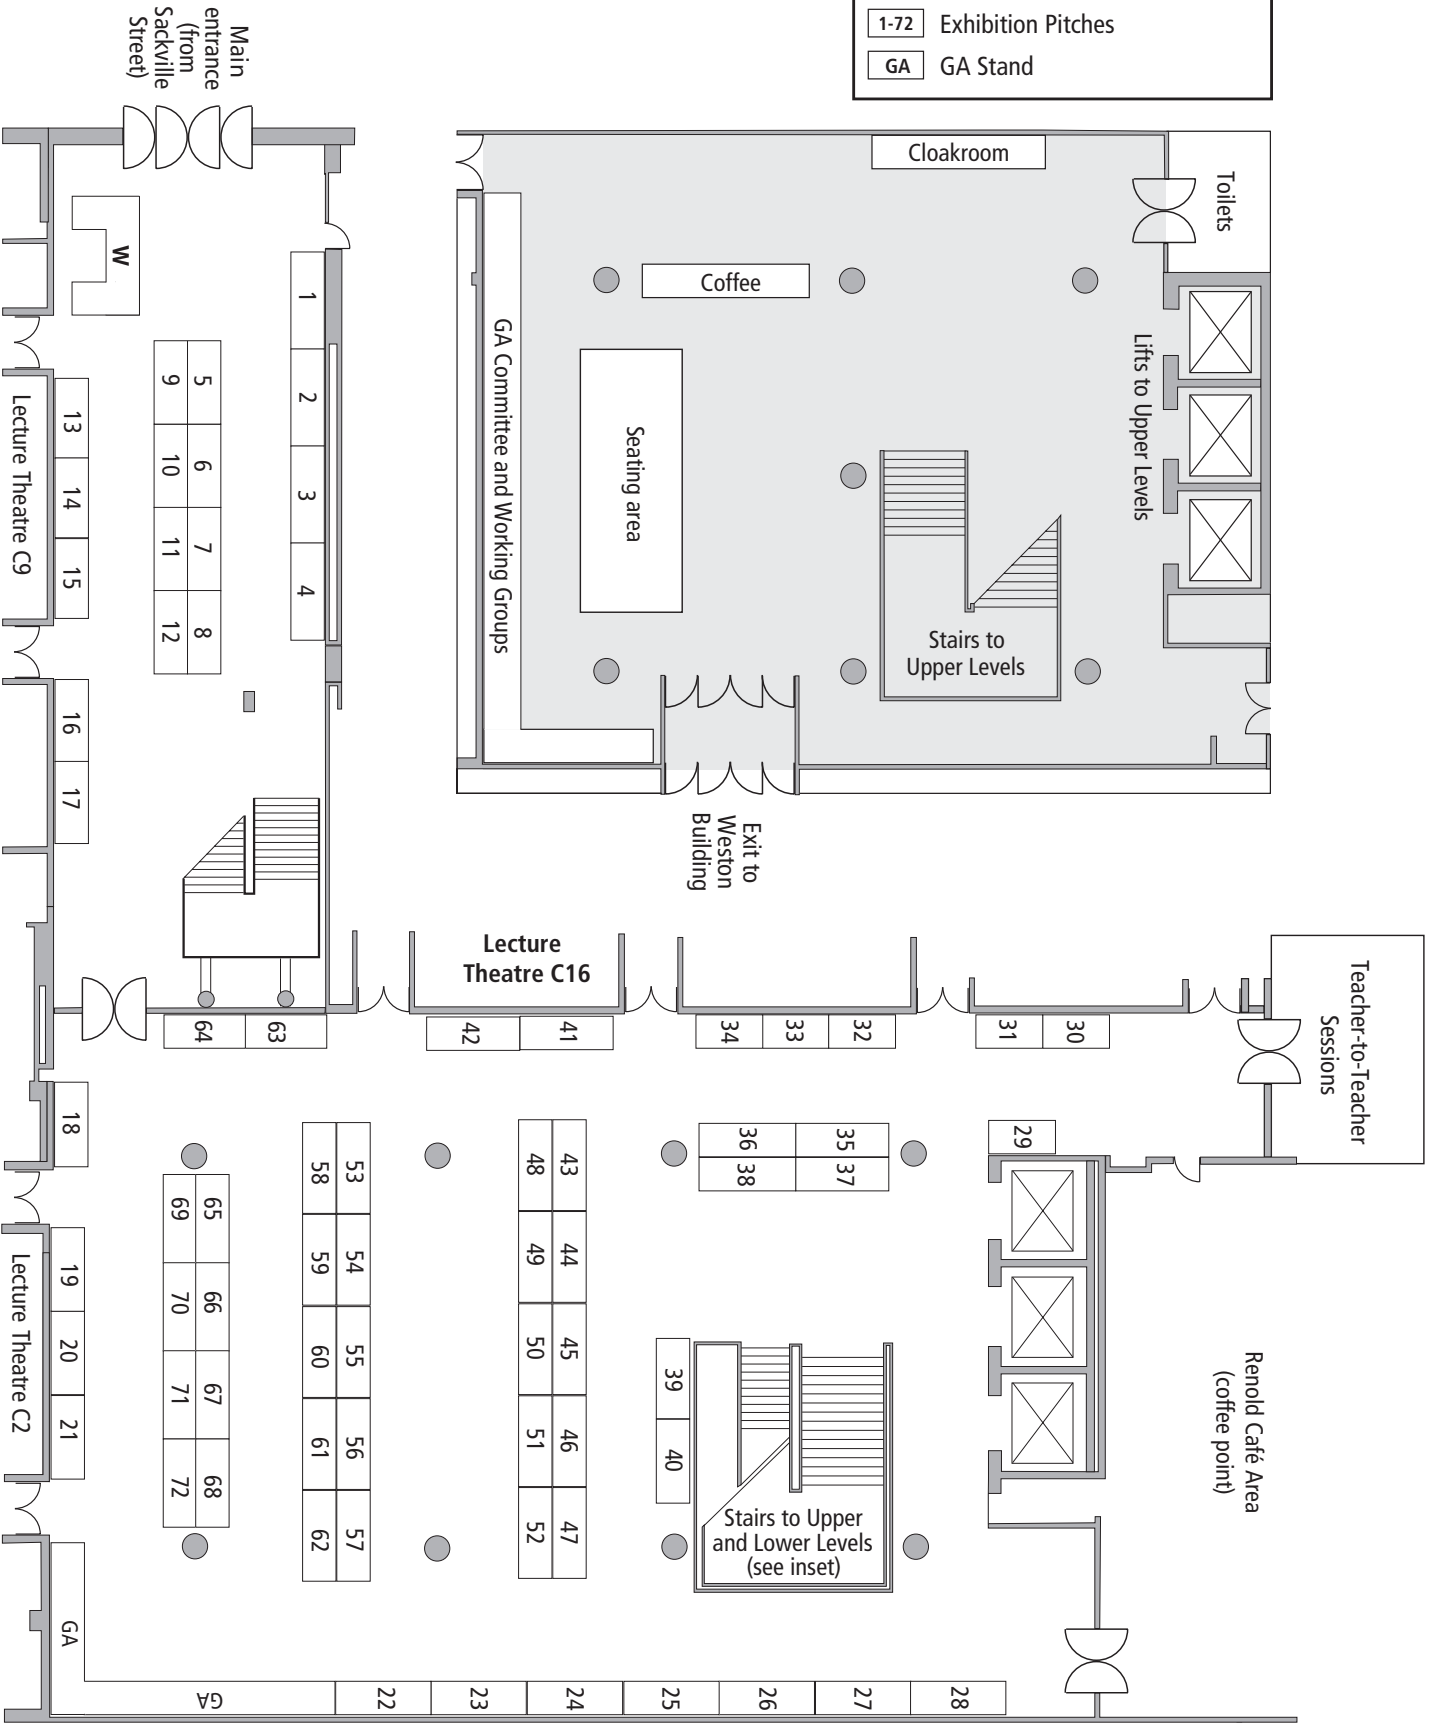 1-72 Exhibition Pitches
GA GA Stand
Main
entrance
(from
Sackville
Street)
Cloakroom
Toilets
Coffee
GA Committee and Working Groups
Seating area
Lifts to Upper Levels
Stairs to
Upper Levels
Exit to
Weston
Building
W
1
2
3
4
5
6
7
8
9
10
11
12
Lecture Theatre C9
13
14
15
16
17
Lecture
Theatre C16
Teacher-to-Teacher
Sessions
64
63
42
41
34
33
32
31
30
29
18
36
35
38
37
58
53
59
54
60
55
61
56
62
57
48
43
49
44
50
45
51
46
52
47
69
65
70
66
71
67
72
68
39
40
Lecture Theatre C2
19
20
21
Stairs to Upper
and Lower Levels
(see inset)
Renold Café Area
(coffee point)
GA
GA
22
23
24
25
26
27
28